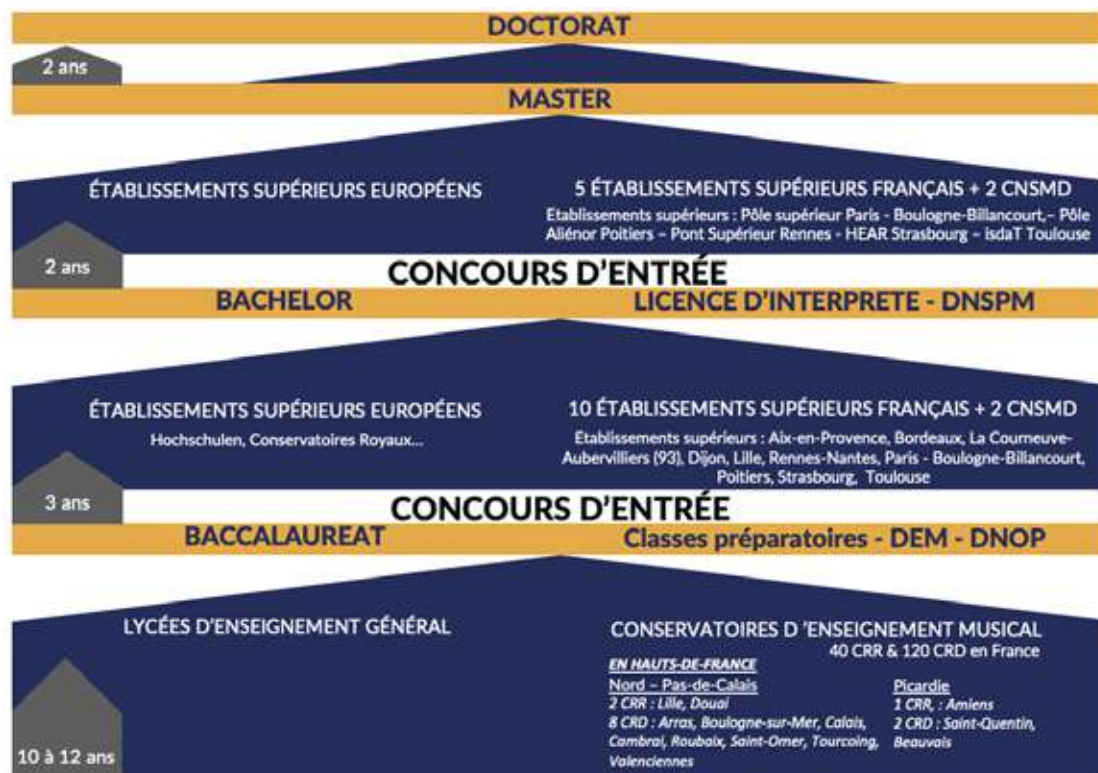 DOCTORAT
2 ans
MASTER
ÉTABLISSEMENTS SUPÉRIEURS EUROPÉENS
5 ÉTABLISSEMENTS SUPÉRIEURS FRANÇAIS + 2 CNSMD
Etablissements supérieurs : Pôle supérieur Paris - Boulogne-Billancourt,– Pôle
Aliénor Poitiers – Pont Supérieur Rennes - HEAR Strasbourg – isdaT Toulouse
2 ans
CONCOURS D'ENTRÉE
BACHELOR
LICENCE D'INTERPRETE - DNSPM
ÉTABLISSEMENTS SUPÉRIEURS EUROPÉENS
Hochschulen, Conservatoires Royaux...
10 ÉTABLISSEMENTS SUPÉRIEURS FRANÇAIS + 2 CNSMD
Etablissements supérieurs : Aix-en-Provence, Bordeaux, La Courneuve-
Aubervilliers (93), Dijon, Lille, Rennes-Nantes, Paris - Boulogne-Billancourt,
Poitiers, Strasbourg, Toulouse
3 ans
CONCOURS D'ENTRÉE
BACCALAUREAT
Classes préparatoires - DEM - DNOP
LYCÉES D'ENSEIGNEMENT GÉNÉRAL
CONSERVATOIRES D 'ENSEIGNEMENT MUSICAL
40 CRR & 120 CRD en France
EN HAUTS-DE-FRANCE
Nord – Pas-de-Calais
2 CRR : Lille, Douai
8 CRD : Arras, Boulogne-sur-Mer, Calais,
Cambrai, Roubaix, Saint-Omer, Tourcoing,
Valenciennes
Picardie
1 CRR, : Amiens
2 CRD : Saint-Quentin,
Beauvais
10 à 12 ans